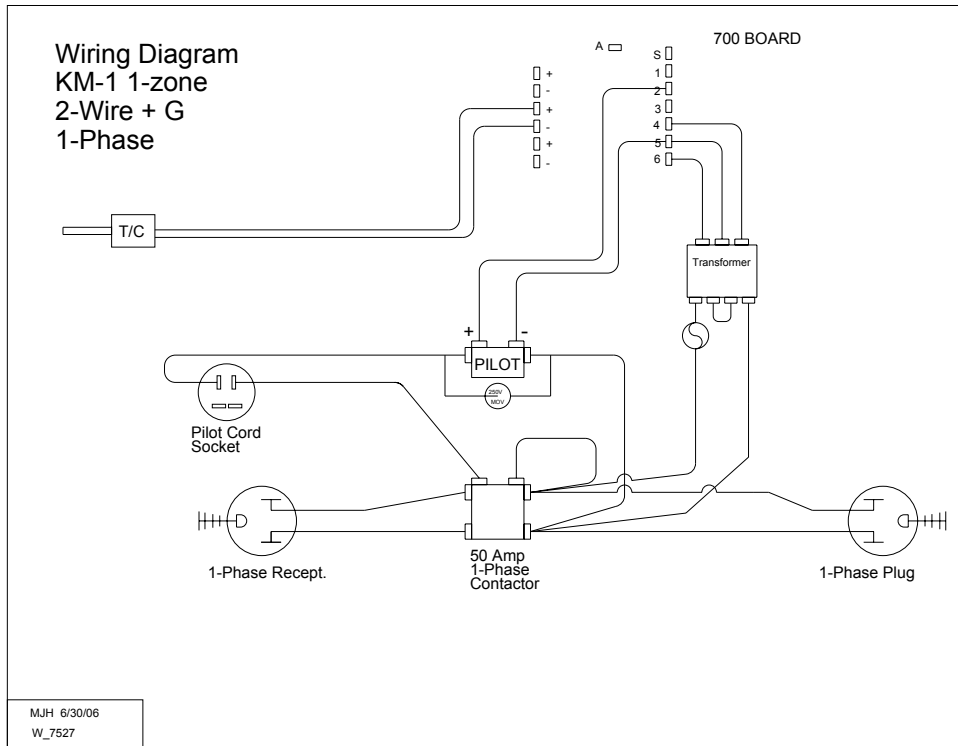 Wiring Diagram
KM-1 1-zone
2-Wire + G
1-Phase
700 BOARD
A
S
1
2
3
4
5
6
+
-
+
-
+
-
T/C
Transformer
+
-
PILOT
250V
MOV
Pilot Cord
Socket
1-Phase Recept.
50 Amp
1-Phase
Contactor
1-Phase Plug
MJH 6/30/06
W_7527